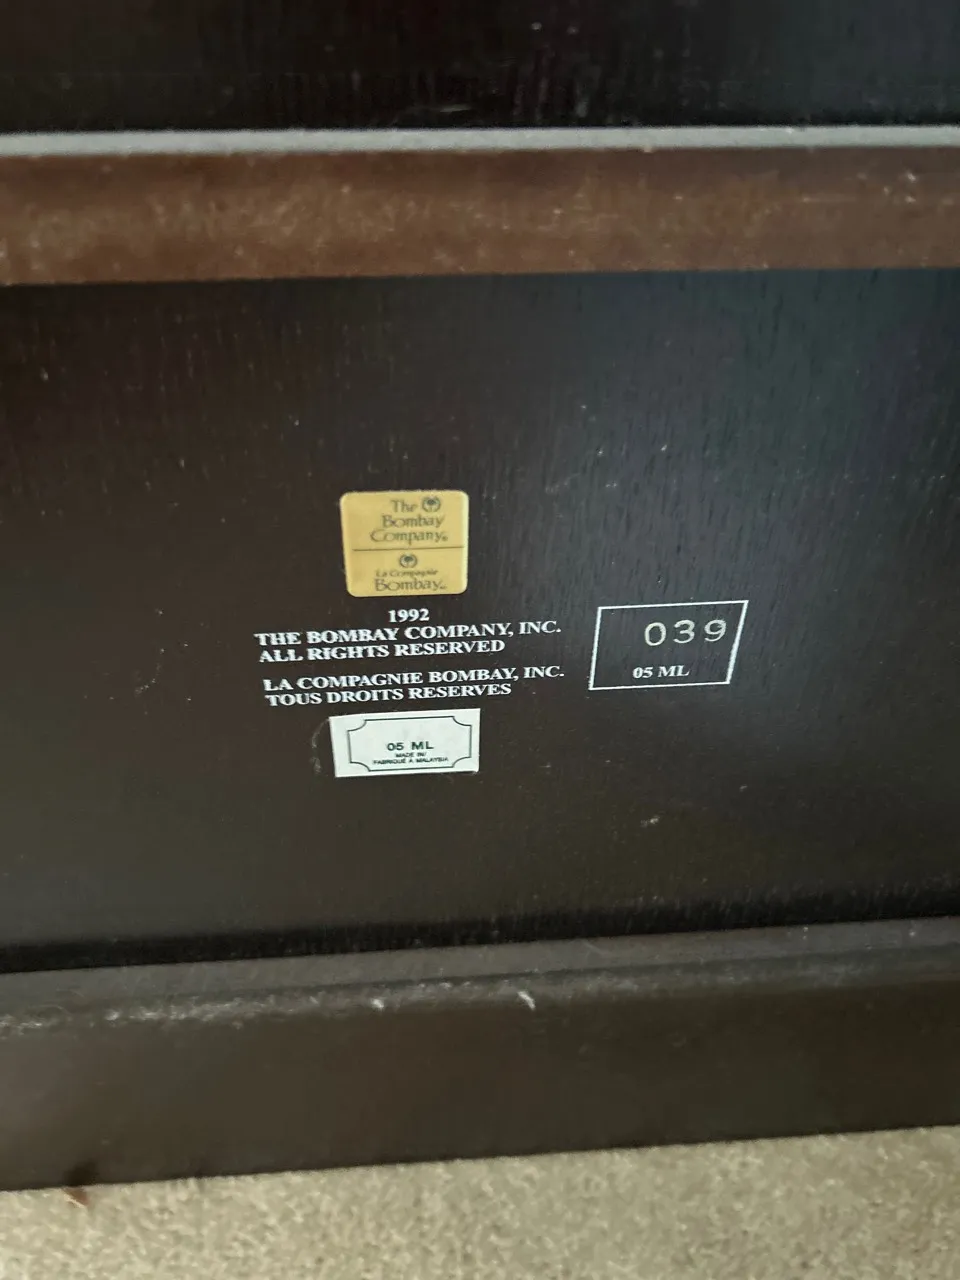 The
Bombay
Company®
La Compagnie
Bombay
1992
THE BOMBAY COMPANY, INC.
ALL RIGHTS RESERVED
LA COMPAGNIE BOMBAY, INC.
TOUS DROITS RESERVES
039
05 ML
05 ML
MADE IN/
FABRIQUÉ À MALAYSIA